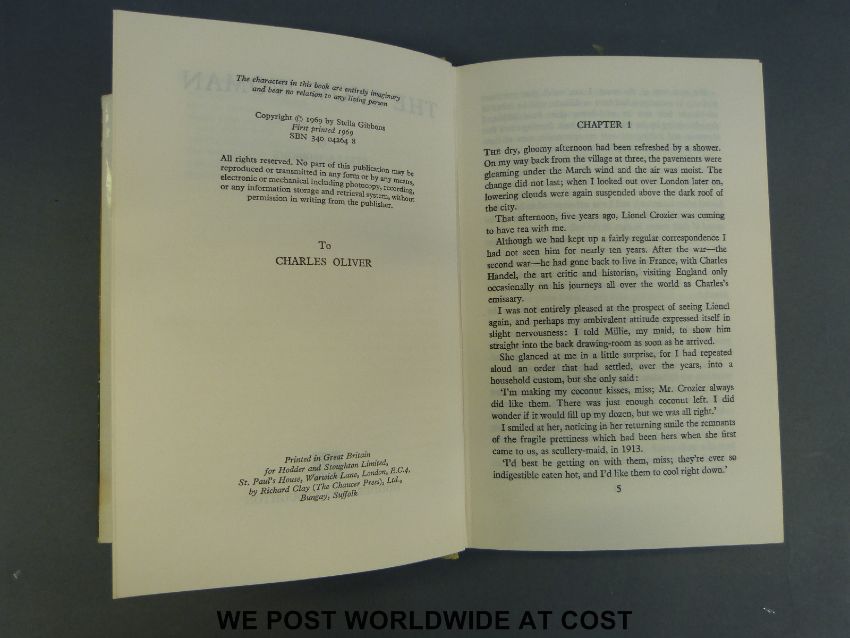 The characters in this book are entirely imaginary
and bear no relation to any living person
Copyright © 1969 by Stella Gibbons
First printed 1969
SBN 340 04264 8
All rights reserved. No part of this publication may be
reproduced or transmitted in any form or by any means,
electronic or mechanical including photocopy, recording,
or any information storage and retrieval system, without
permission in writing from the publisher.
To
CHARLES OLIVER
Printed in Great Britain
for Hodder and Stoughton Limited,
St. Paul's House, Warwick Lane, London, E.C.4,
by Richard Clay (The Chaucer Press), Ltd.,
Bungay, Suffolk
CHAPTER 1
THE dry, gloomy afternoon had been refreshed by a shower.
On my way back from the village at three, the pavements were
gleaming under the March wind and the air was moist. The
change did not last; when I looked out over London later on,
lowering clouds were again suspended above the dark roof of
the city.
That afternoon, five years ago, Lionel Crozier was coming
to have tea with me.
Although we had kept up a fairly regular correspondence I
had not seen him for nearly ten years. After the war—the
second war—he had gone back to live in France, with Charles
Handel, the art critic and historian, visiting England only
occasionally on his journeys all over the world as Charles's
emissary.
I was not entirely pleased at the prospect of seeing Lionel
again, and perhaps my ambivalent attitude expressed itself in
slight nervousness: I told Millie, my maid, to show him
straight into the back drawing-room as soon as he arrived.
She glanced at me in a little surprise, for I had repeated
aloud an order that had settled, over the years, into a
household custom, but she only said:
'I'm making my coconut kisses, miss; Mr. Crozier always
did like them. There was just enough coconut left. I did
wonder if it would fill up my dozen, but we was all right.'
I smiled at her, noticing in her returning smile the remnants
of the fragile prettiness which had been hers when she first
came to us, as scullery-maid, in 1913.
'I'd best be getting on with them, miss; they're ever so
indigestible eaten hot, and I'd like them to cool right down.'
5
WE POST WORLDWIDE AT COST